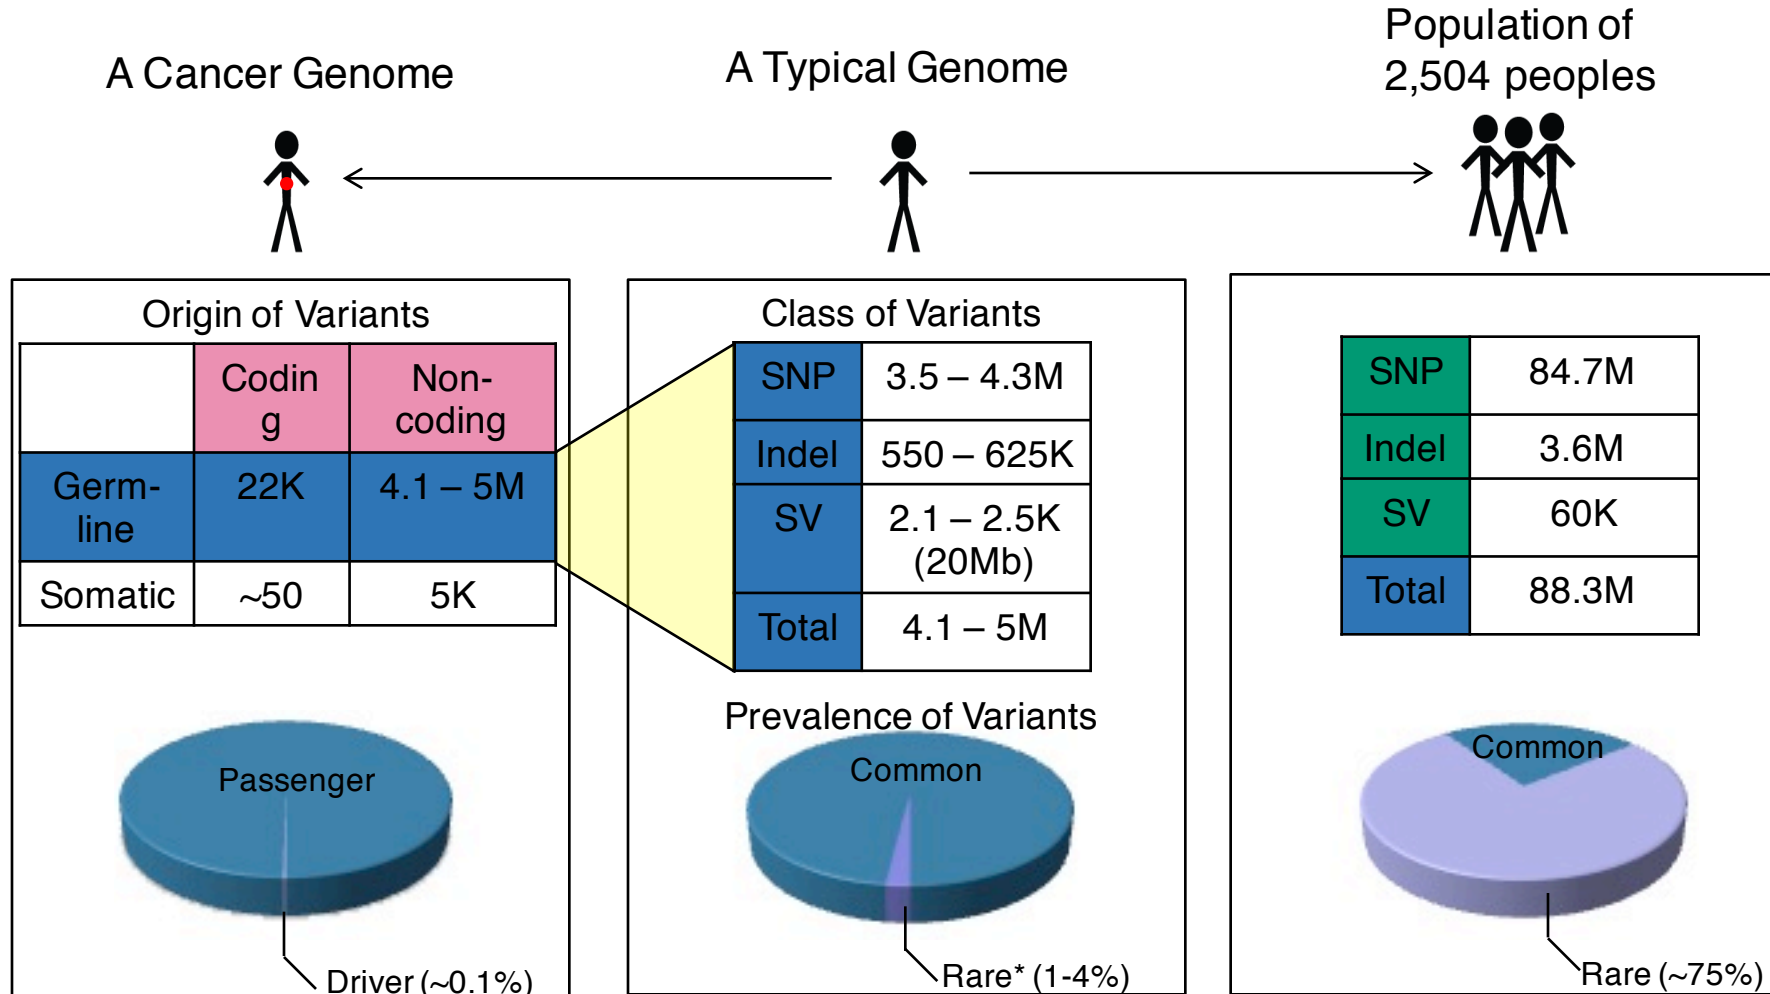 A Cancer Genome
A Typical Genome
Population of
2,504 peoples
Origin of Variants
Codin
g
Non-
coding
Germ-
line
22K
4.1 – 5M
Somatic
~50
5K
Passenger
Driver (~0.1%)
Class of Variants
SNP
3.5 – 4.3M
Indel
550 – 625K
SV
2.1 – 2.5K
(20Mb)
Total
4.1 – 5M
Prevalence of Variants
Common
Rare* (1-4%)
SNP
84.7M
Indel
3.6M
SV
60K
Total
88.3M
Common
Rare (~75%)